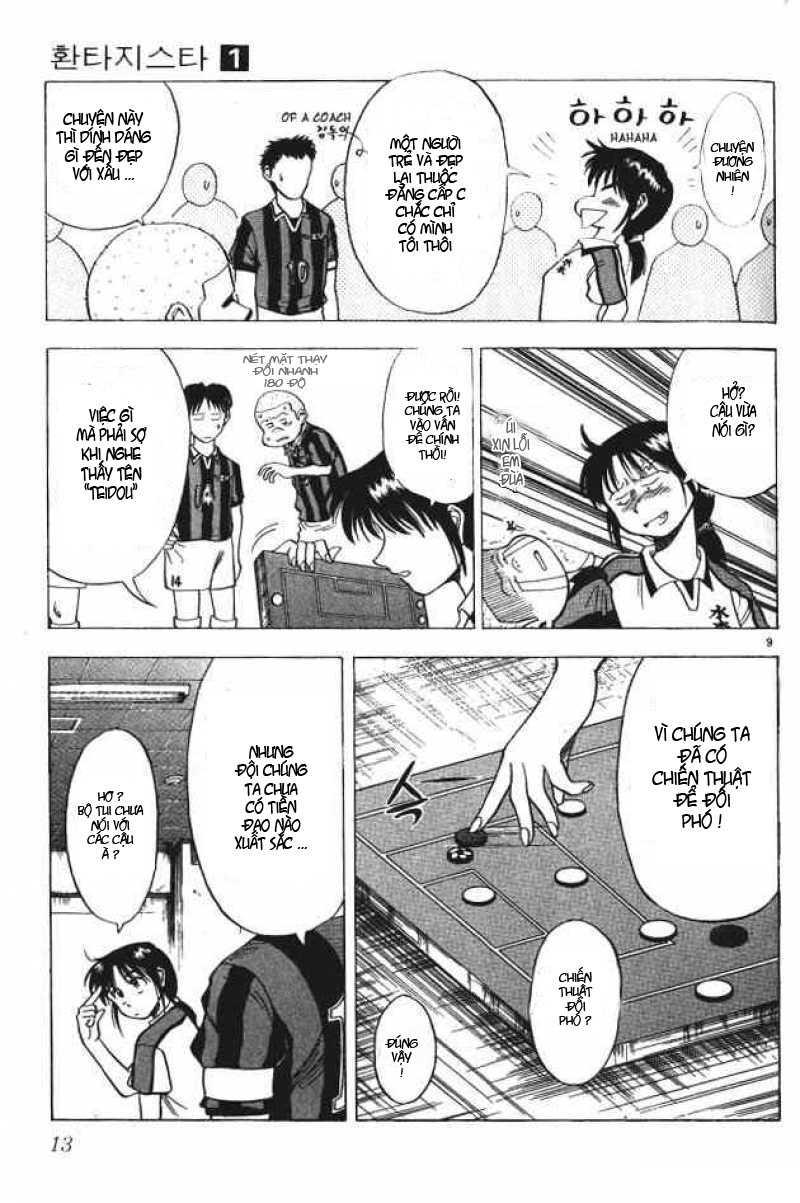 환타지스타 1
CHUYỆN
ĐƯƠNG
NHIÊN
!
하하하
HAHAHA
MỘT NGƯỜI
TRẺ VÀ ĐẸP
LẠI THUỘC
ĐẲNG CẤP C
CHẮC CHỈ
CÓ MÌNH
TÔI THÔI
OF A COACH
CHUYỆN NÀY
THÌ DÍNH DÁNG
GÌ ĐẾN ĐẸP
VỚI XẤU ...
HỞ?
CẬU VỪA
NÓI GÌ?
ÚI
XIN LỖI
EM
ĐÙA
ĐƯỢC RỒI!
CHÚNG TA
VÀO VẤN
ĐỀ CHÍNH
THÔI!
NÉT MẶT THAY
ĐỔI NHANH
180 ĐỘ
VIỆC GÌ
MÀ PHẢI SỢ
KHI NGHE
THẤY TÊN
"TEIDOU"
14
9
VÌ CHÚNG TA
ĐÃ CÓ
CHIẾN THUẬT
ĐỂ ĐỐI
PHÓ !
스
CHIẾN
THUẬT
ĐỐI
PHÓ ?
ĐÚNG
VẬY
!
NHƯNG
ĐỘI CHÚNG
TA CHƯA
CÓ TIỀN
ĐẠO NÀO
XUẤT SẮC ...
HƠ ?
BỘ TUI CHƯA
NÓI VỚI
CÁC CẬU
À ?
13